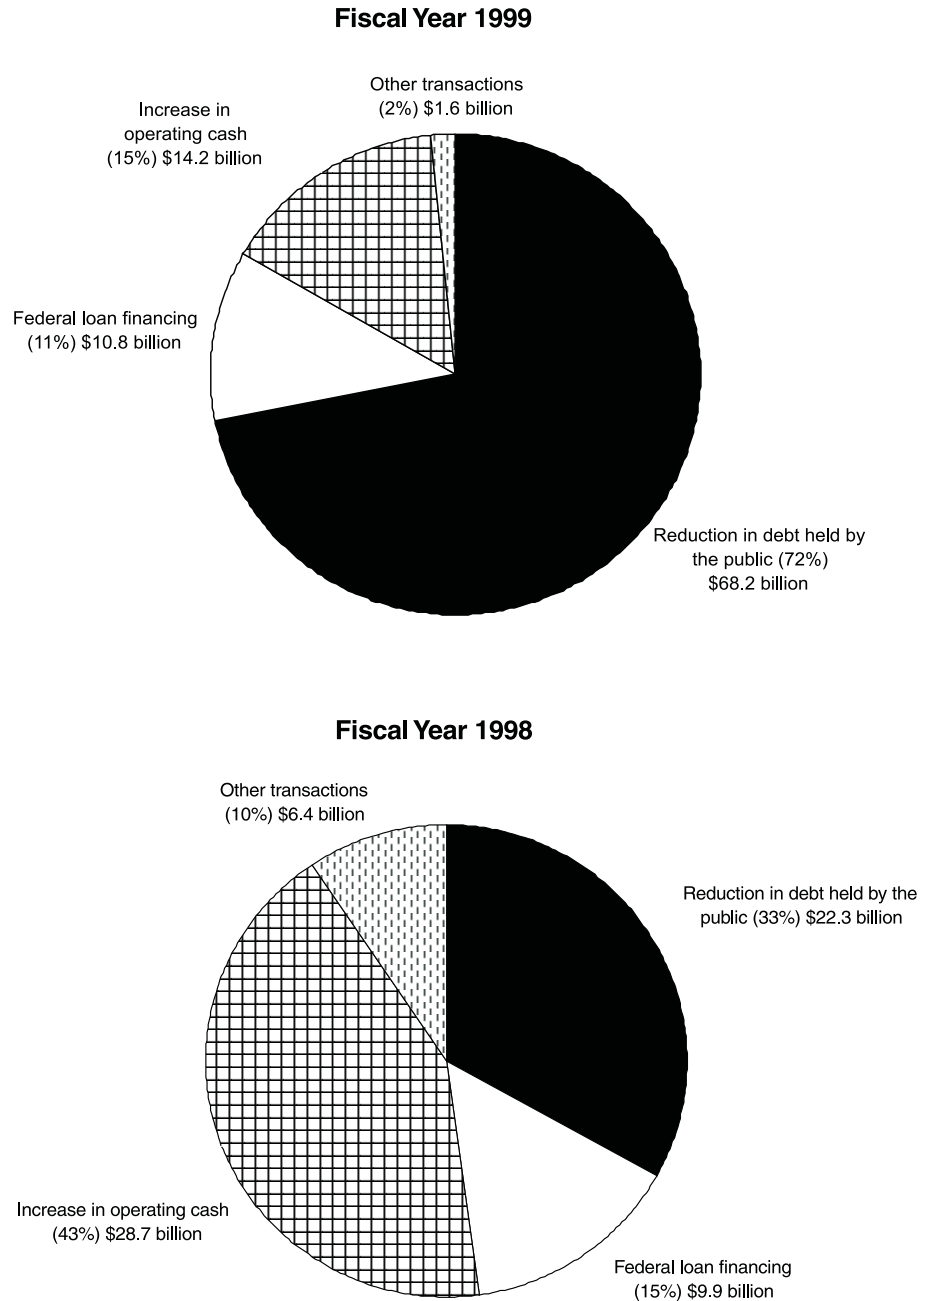 Fiscal Year 1999
Other transactions
(2%) $1.6 billion
Increase in
operating cash
(15%) $14.2 billion
Federal loan financing
(11%) $10.8 billion
Reduction in debt held by
the public (72%)
$68.2 billion
Fiscal Year 1998
Other transactions
(10%) $6.4 billion
Reduction in debt held by the
public (33%) $22.3 billion
Increase in operating cash
(43%) $28.7 billion
Federal loan financing
(15%) $9.9 billion